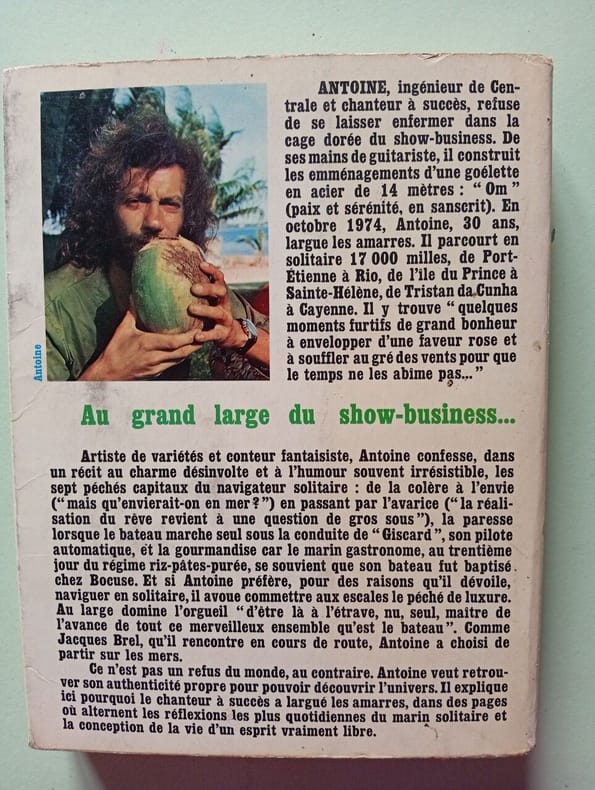 ANTOINE, ingénieur de Cen-
trale et chanteur à succès, refuse
de se laisser enfermer dans la
cage dorée du show-business. De
ses mains de guitariste, il construit
les emménagements d'une goélette
en acier de 14 mètres : "Om"
(paix et sérénité, en sanscrit). En
octobre 1974, Antoine, 30 ans,
largue les amarres. Il parcourt en
solitaire 17 000 milles, de Port-
Étienne à Rio, de l'île du Prince à
Sainte-Hélène, de Tristan da Cunha
à Cayenne. Il y trouve "quelques
moments furtifs de grand bonheur
à envelopper d'une faveur rose et
à souffler au gré des vents pour que
le temps ne les abîme pas..."
Antoine
Au grand large du show-business...
Artiste de variétés et conteur fantaisiste, Antoine confesse, dans
un récit au charme désinvolte et à l'humour souvent irrésistible, les
sept péchés capitaux du navigateur solitaire : de la colère à l'envie
("mais qu'envierait-on en mer?") en passant par l'avarice ("la réali-
sation du rêve revient à une question de gros sous"), la paresse
lorsque le bateau marche seul sous la conduite de "Giscard", son pilote
automatique, et la gourmandise car le marin gastronome, au trentième
jour du régime riz-pâtes-purée, se souvient que son bateau fut baptisé
chez Bocuse. Et si Antoine préfère, pour des raisons qu'il dévoile,
naviguer en solitaire, il avoue commettre aux escales le péché de luxure.
Au large domine l'orgueil "d'être là à l'étrave, nu, seul, maître de
l'avance de tout ce merveilleux ensemble qu'est le bateau". Comme
Jacques Brel, qu'il rencontre en cours de route, Antoine a choisi de
partir sur les mers.
Ce n'est pas un refus du monde, au contraire. Antoine veut retrou-
ver son authenticité propre pour pouvoir découvrir l'univers. Il explique
ici pourquoi le chanteur à succès a largué les amarres, dans des pages
où alternent les réflexions les plus quotidiennes du marin solitaire et
la conception de la vie d'un esprit vraiment libre.